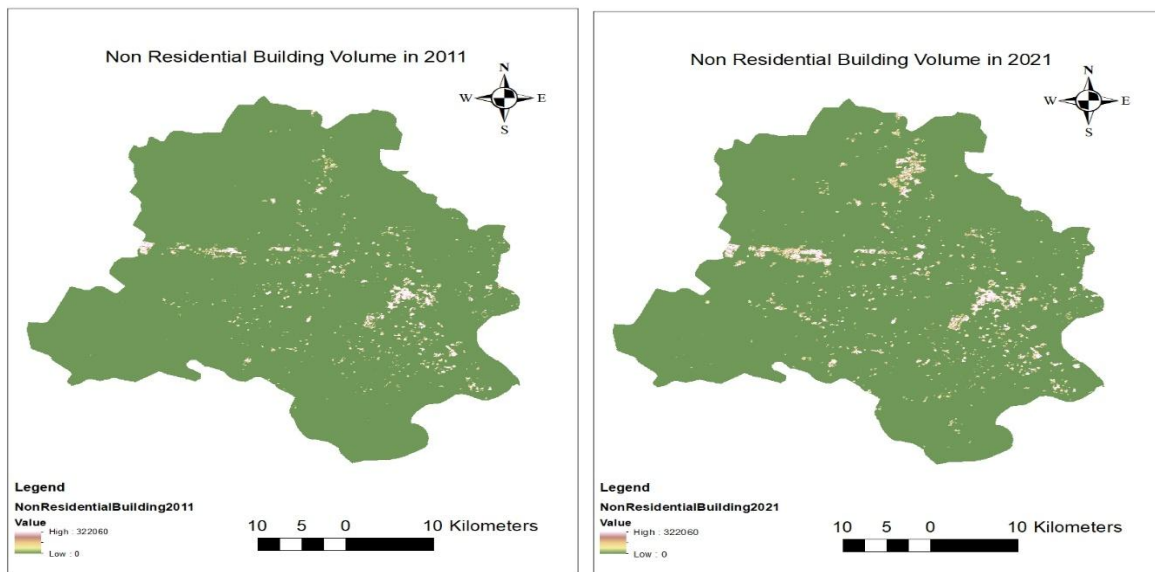 Non Residential Building Volume in 2011
N
W E
S
Legend
NonResidentialBuilding2011
Value
High : 322060
Low : 0
10 5 0 10 Kilometers
Non Residential Building Volume in 2021
N
W E
S
Legend
NonResidentialBuilding2021
Value
High : 322060
Low : 0
10 5 0 10 Kilometers